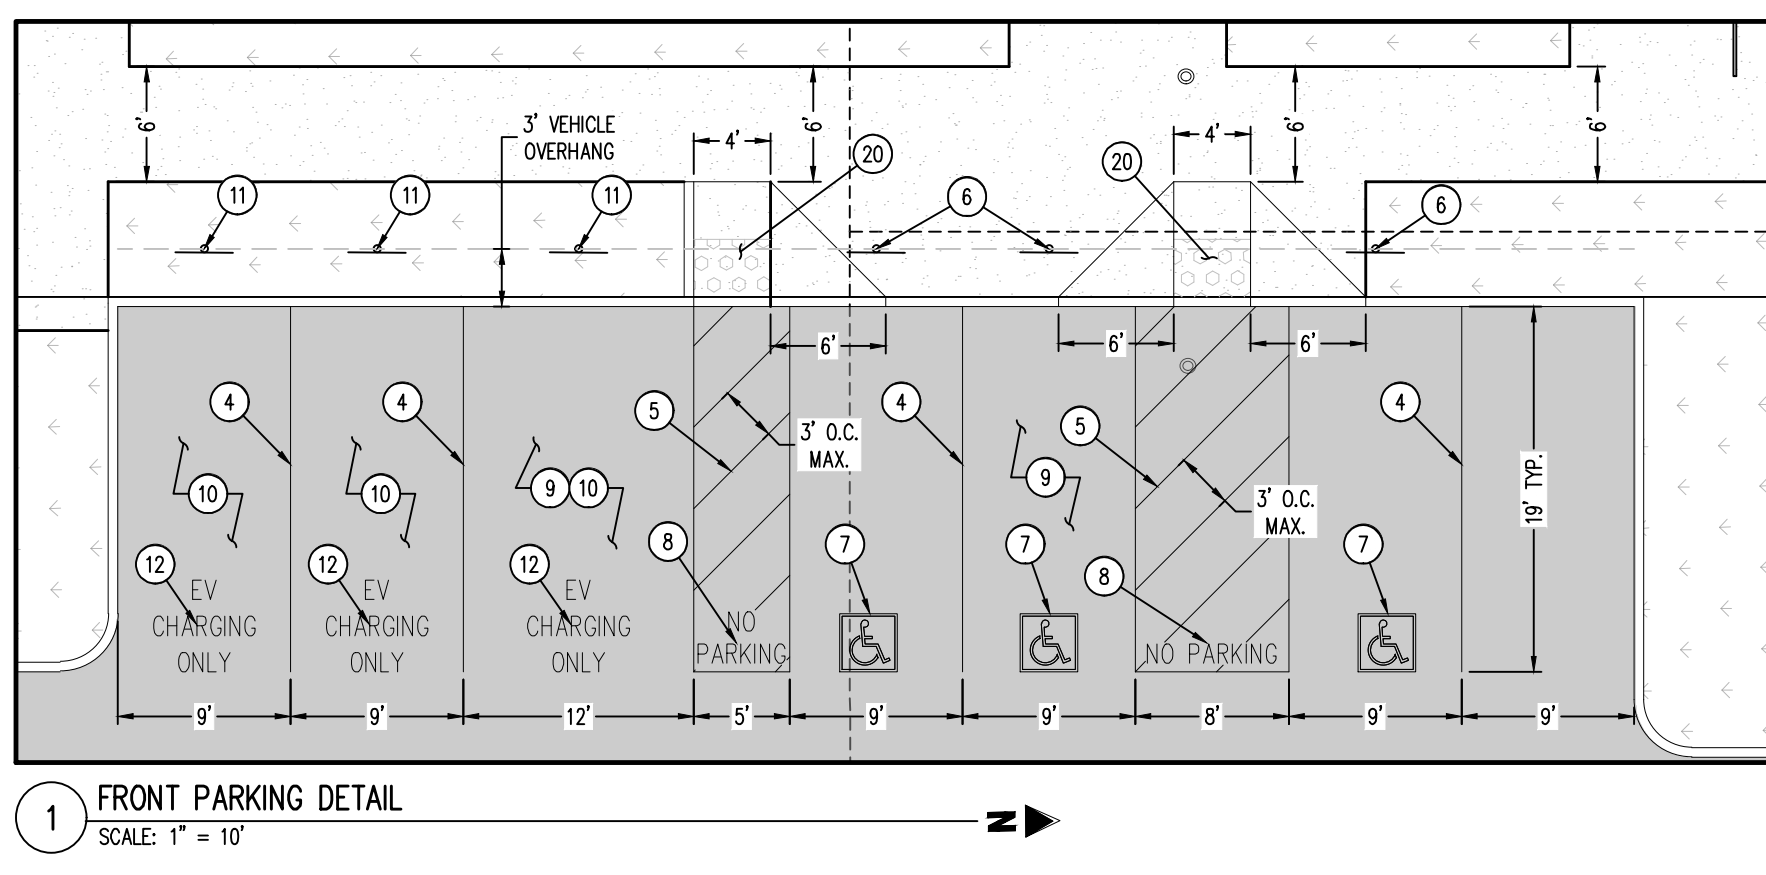 6'
3' VEHICLE
OVERHANG
4'
6'
20
20
4'
6'
6'
11
11
11
6
6
6'
6'
6'
4
4
5
3' O.C.
MAX.
4
5
4
10
10
9
10
9
3' O.C.
MAX.
19' TYP.
12
12
12
8
7
7
8
7
EV
CHARGING
ONLY
EV
CHARGING
ONLY
EV
CHARGING
ONLY
NO
PARKING
NO PARKING
9'
9'
12'
5'
9'
9'
8'
9'
9'
1
FRONT PARKING DETAIL
SCALE: 1" = 10'
N